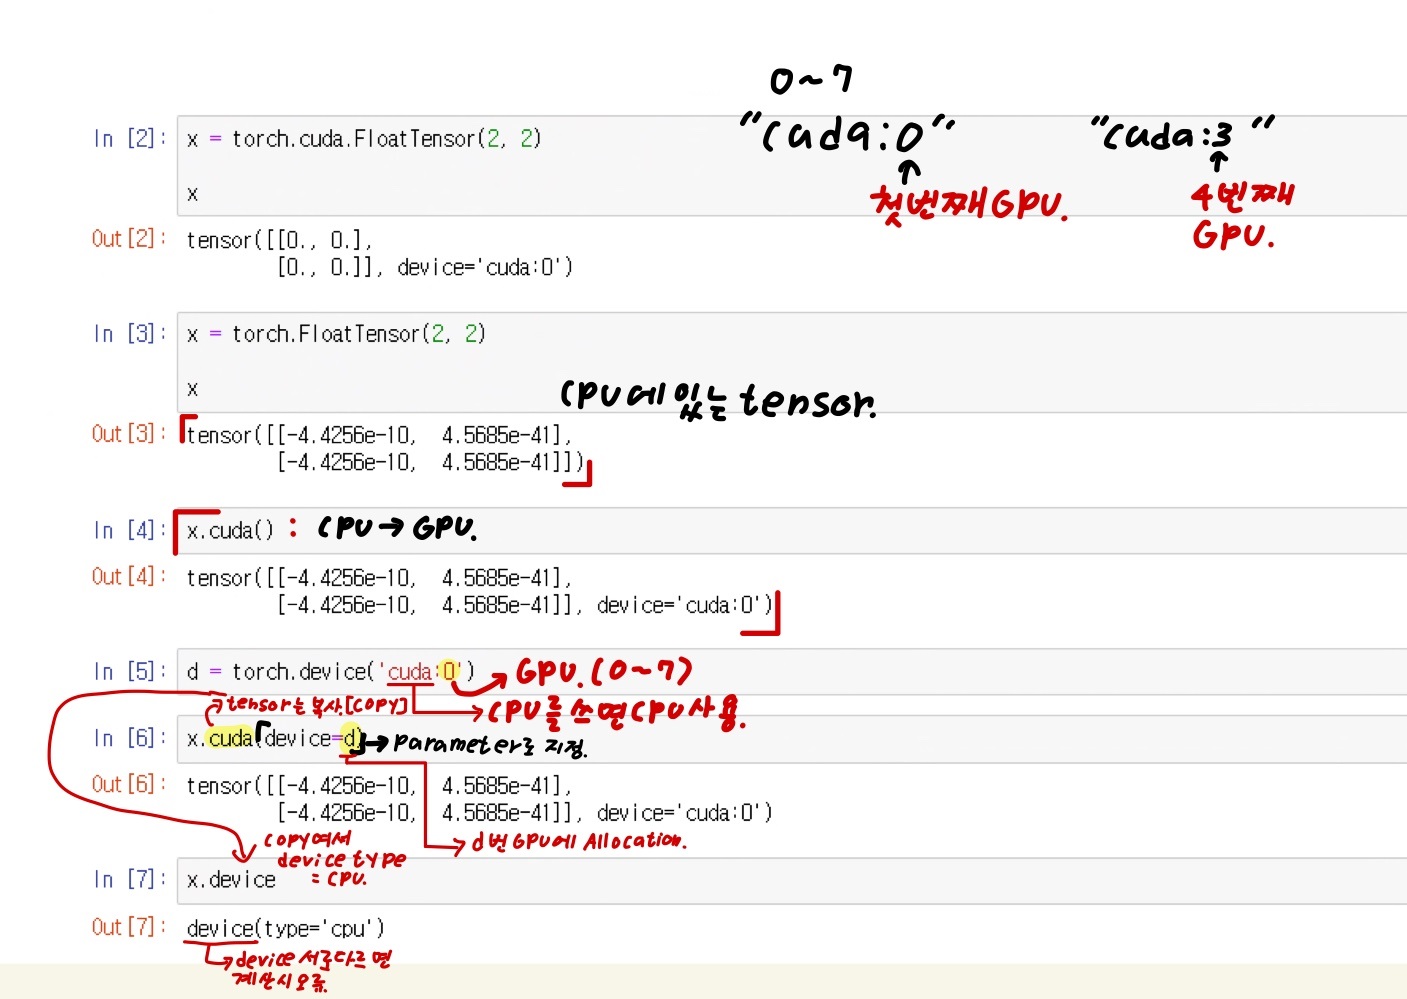 0~7
"cuda:0" "cuda:3"
In [2]: x = torch.cuda.FloatTensor(2, 2)
x
첫번째 GPU. 4번째
GPU.
Out[2]: tensor([[0., 0.],
[0., 0.]], device='cuda:0')
In [3]: x = torch.FloatTensor(2, 2)
x
CPU에 있는 tensor.
Out[3]: tensor([[-4.4256e-10, 4.5685e-41],
[-4.4256e-10, 4.5685e-41]])
In [4]: x.cuda() : CPU → GPU.
Out[4]: tensor([[-4.4256e-10, 4.5685e-41],
[-4.4256e-10, 4.5685e-41]], device='cuda:0')
In [5]: d = torch.device('cuda:0') → GPU. (0~7)
tensor는 복사[COPY] → CPU를 쓰면 CPU 사용.
In [6]: x.cuda(device=d) → Parameter로 지정.
Out[6]: tensor([[-4.4256e-10, 4.5685e-41],
[-4.4256e-10, 4.5685e-41]], device='cuda:0')
→ d번 GPU에 Allocation.
COPY여서
device type
= CPU.
In [7]: x.device
Out[7]: device(type='cpu')
→ device 서로 다르면
계산시 오류.